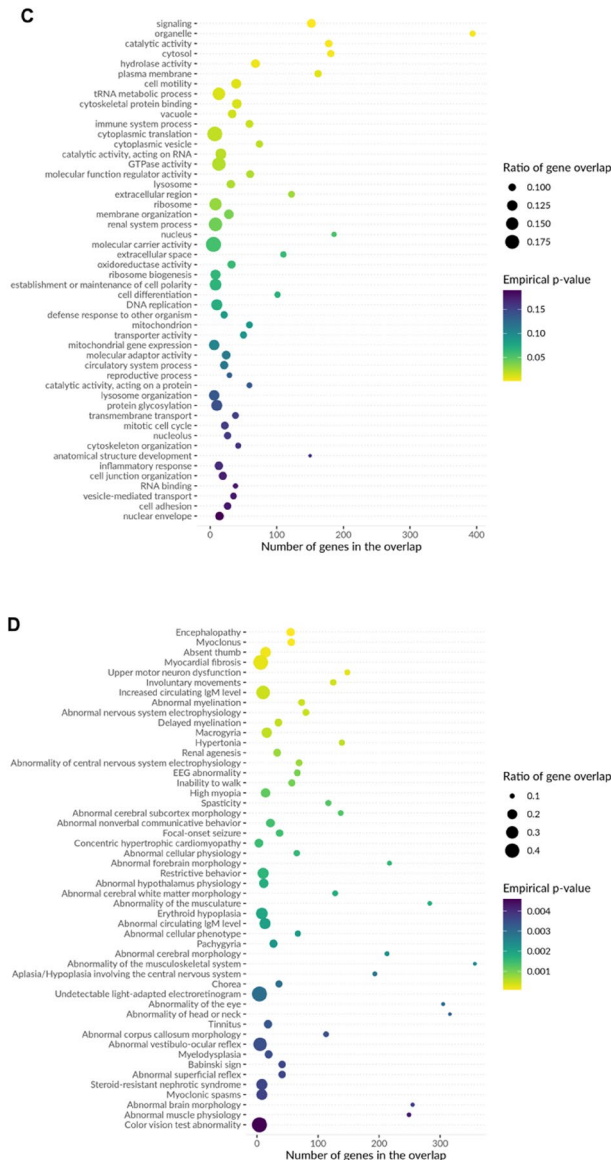 C
signaling
organelle
catalytic activity
cytosol
hydrolase activity
plasma membrane
cell motility
tRNA metabolic process
cytoskeletal protein binding
vacuole
immune system process
cytoplasmic translation
cytoplasmic vesicle
catalytic activity, acting on RNA
GTPase activity
molecular function regulator activity
lysosome
extracellular region
ribosome
membrane organization
renal system process
nucleus
molecular carrier activity
extracellular space
oxidoreductase activity
ribosome biogenesis
establishment or maintenance of cell polarity
cell differentiation
DNA replication
defense response to other organism
mitochondrion
transporter activity
mitochondrial gene expression
molecular adaptor activity
circulatory system process
reproductive process
catalytic activity, acting on a protein
lysosome organization
protein glycosylation
transmembrane transport
mitotic cell cycle
nucleolus
cytoskeleton organization
anatomical structure development
inflammatory response
cell junction organization
RNA binding
vesicle-mediated transport
cell adhesion
nuclear envelope
0 100 200 300 400
Number of genes in the overlap
Ratio of gene overlap
0.100
0.125
0.150
0.175
Empirical p-value
0.15
0.10
0.05
D
Encephalopathy
Myoclonus
Absent thumb
Myocardial fibrosis
Upper motor neuron dysfunction
Involuntary movements
Increased circulating IgM level
Abnormal myelination
Abnormal nervous system electrophysiology
Delayed myelination
Macrogyria
Hypertonia
Renal agenesis
Abnormality of central nervous system electrophysiology
EEG abnormality
Inability to walk
High myopia
Spasticity
Abnormal cerebral subcortex morphology
Abnormal nonverbal communicative behavior
Focal-onset seizure
Concentric hypertrophic cardiomyopathy
Abnormal cellular physiology
Abnormal forebrain morphology
Restrictive behavior
Abnormal hypothalamus physiology
Abnormal cerebral white matter morphology
Abnormality of the musculature
Erythroid hypoplasia
Abnormal circulating IgM level
Abnormal cellular phenotype
Pachygyria
Abnormal cerebral morphology
Abnormality of the musculoskeletal system
Aplasia/Hypoplasia involving the central nervous system
Chorea
Undetectable light-adapted electroretinogram
Abnormality of the eye
Abnormality of head or neck
Tinnitus
Abnormal corpus callosum morphology
Abnormal vestibulo-ocular reflex
Myelodysplasia
Babinski sign
Abnormal superficial reflex
Steroid-resistant nephrotic syndrome
Myoclonic spasms
Abnormal brain morphology
Abnormal muscle physiology
Color vision test abnormality
0 100 200 300
Number of genes in the overlap
Ratio of gene overlap
0.1
0.2
0.3
0.4
Empirical p-value
0.004
0.003
0.002
0.001